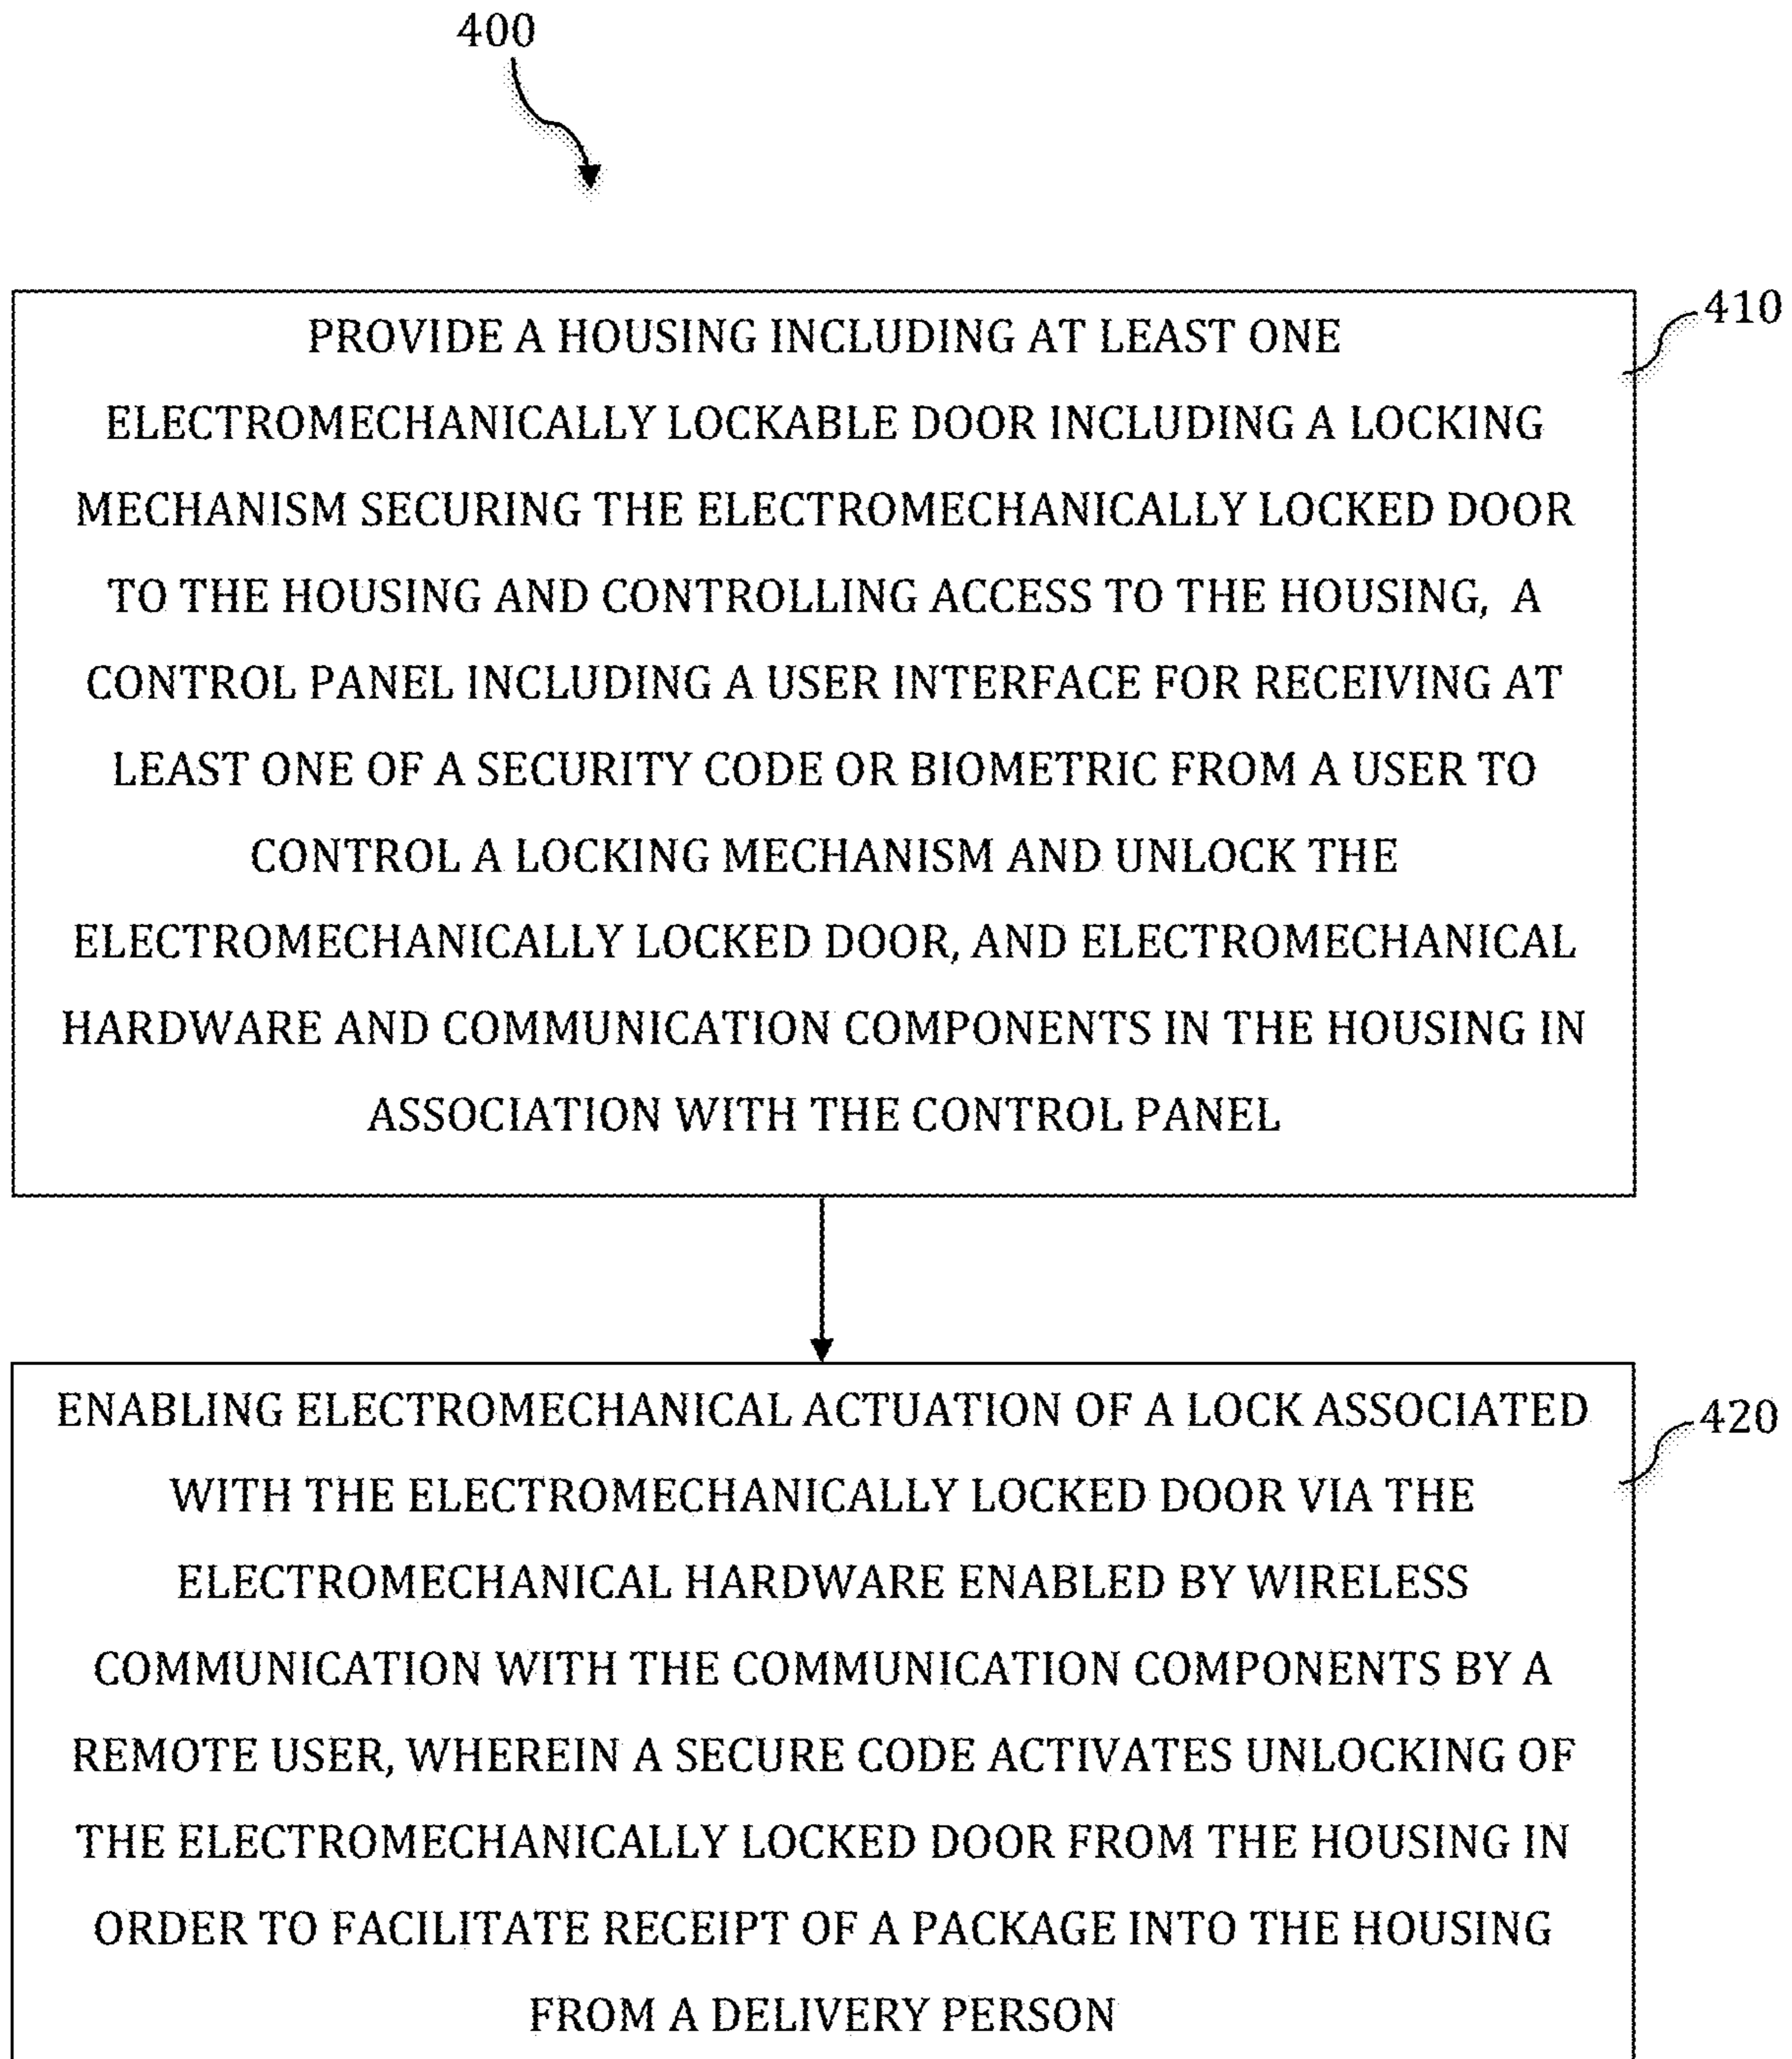 400
410
PROVIDE A HOUSING INCLUDING AT LEAST ONE
ELECTROMECHANICALLY LOCKABLE DOOR INCLUDING A LOCKING
MECHANISM SECURING THE ELECTROMECHANICALLY LOCKED DOOR
TO THE HOUSING AND CONTROLLING ACCESS TO THE HOUSING, A
CONTROL PANEL INCLUDING A USER INTERFACE FOR RECEIVING AT
LEAST ONE OF A SECURITY CODE OR BIOMETRIC FROM A USER TO
CONTROL A LOCKING MECHANISM AND UNLOCK THE
ELECTROMECHANICALLY LOCKED DOOR, AND ELECTROMECHANICAL
HARDWARE AND COMMUNICATION COMPONENTS IN THE HOUSING IN
ASSOCIATION WITH THE CONTROL PANEL
420
ENABLING ELECTROMECHANICAL ACTUATION OF A LOCK ASSOCIATED
WITH THE ELECTROMECHANICALLY LOCKED DOOR VIA THE
ELECTROMECHANICAL HARDWARE ENABLED BY WIRELESS
COMMUNICATION WITH THE COMMUNICATION COMPONENTS BY A
REMOTE USER, WHEREIN A SECURE CODE ACTIVATES UNLOCKING OF
THE ELECTROMECHANICALLY LOCKED DOOR FROM THE HOUSING IN
ORDER TO FACILITATE RECEIPT OF A PACKAGE INTO THE HOUSING
FROM A DELIVERY PERSON